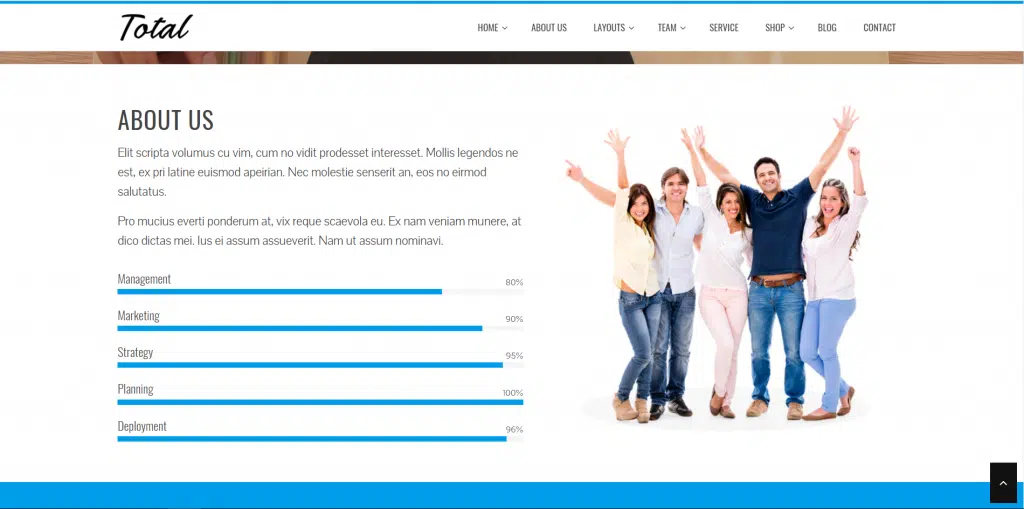 Total
HOME ABOUT US LAYOUTS TEAM SERVICE SHOP BLOG CONTACT
ABOUT US
Elit scripta volumus cu vim, cum no vidit prodesset interesset. Mollis legendos ne
est, ex pri latine euismod apeirian. Nec molestie senserit an, eos no eirmod
salutatus.
Pro mucius everti ponderum at, vix reque scaevola eu. Ex nam veniam munere, at
dico dictas mei. Ius ei assum assueverit. Nam ut assum nominavi.
Management 80%
Marketing 90%
Strategy 95%
Planning 100%
Deployment 96%